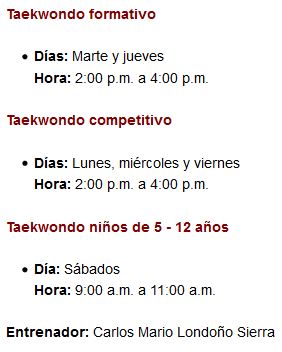 Taekwondo formativo
• Días: Marte y jueves
Hora: 2:00 p.m. a 4:00 p.m.
Taekwondo competitivo
• Días: Lunes, miércoles y viernes
Hora: 2:00 p.m. a 4:00 p.m.
Taekwondo niños de 5 - 12 años
• Día: Sábados
Hora: 9:00 a.m. a 11:00 a.m.
Entrenador: Carlos Mario Londoño Sierra